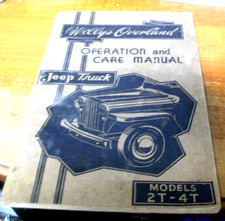 Willys Overland
OPERATION and
CARE MANUAL
Jeep Truck
MODELS
2T-4T